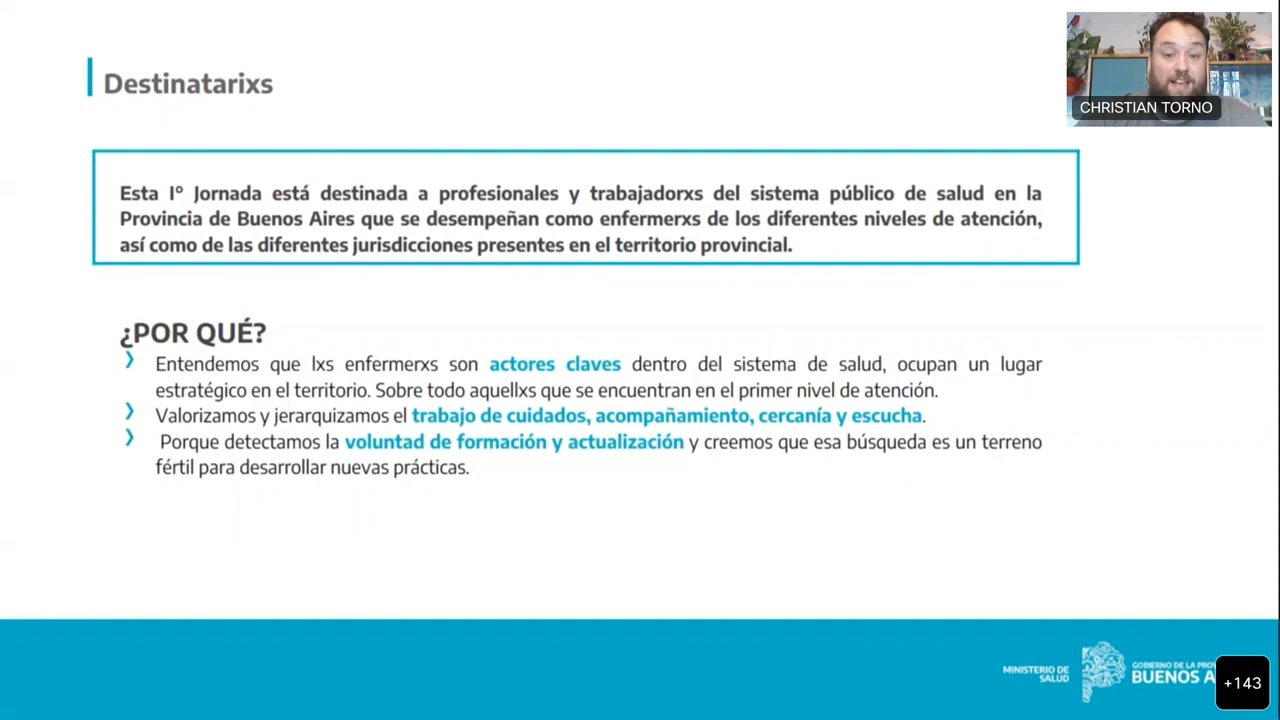 Destinatarixs
CHRISTIAN TORNO
Esta I° Jornada está destinada a profesionales y trabajadorxs del sistema público de salud en la
Provincia de Buenos Aires que se desempeñan como enfermerxs de los diferentes niveles de atención,
así como de las diferentes jurisdicciones presentes en el territorio provincial.
¿POR QUÉ?
Entendemos que lxs enfermerxs son actores claves dentro del sistema de salud, ocupan un lugar
estratégico en el territorio. Sobre todo aquellxs que se encuentran en el primer nivel de atención.
Valorizamos y jerarquizamos el trabajo de cuidados, acompañamiento, cercanía y escucha.
Porque detectamos la voluntad de formación y actualización y creemos que esa búsqueda es un terreno
fértil para desarrollar nuevas prácticas.
MINISTERIO DE
SALUD
GOBIERNO DE LA
BUENOS
+143